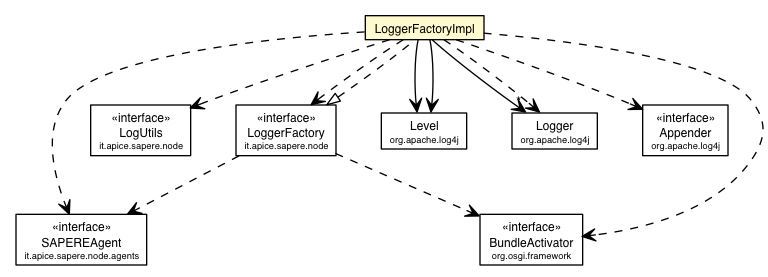 LoggerFactoryImpl
«interface»
LogUtils
it.apice.sapere.node
«interface»
LoggerFactory
it.apice.sapere.node
Level
org.apache.log4j
Logger
org.apache.log4j
«interface»
Appender
org.apache.log4j
«interface»
SAPEREAgent
it.apice.sapere.node.agents
«interface»
BundleActivator
org.osgi.framework